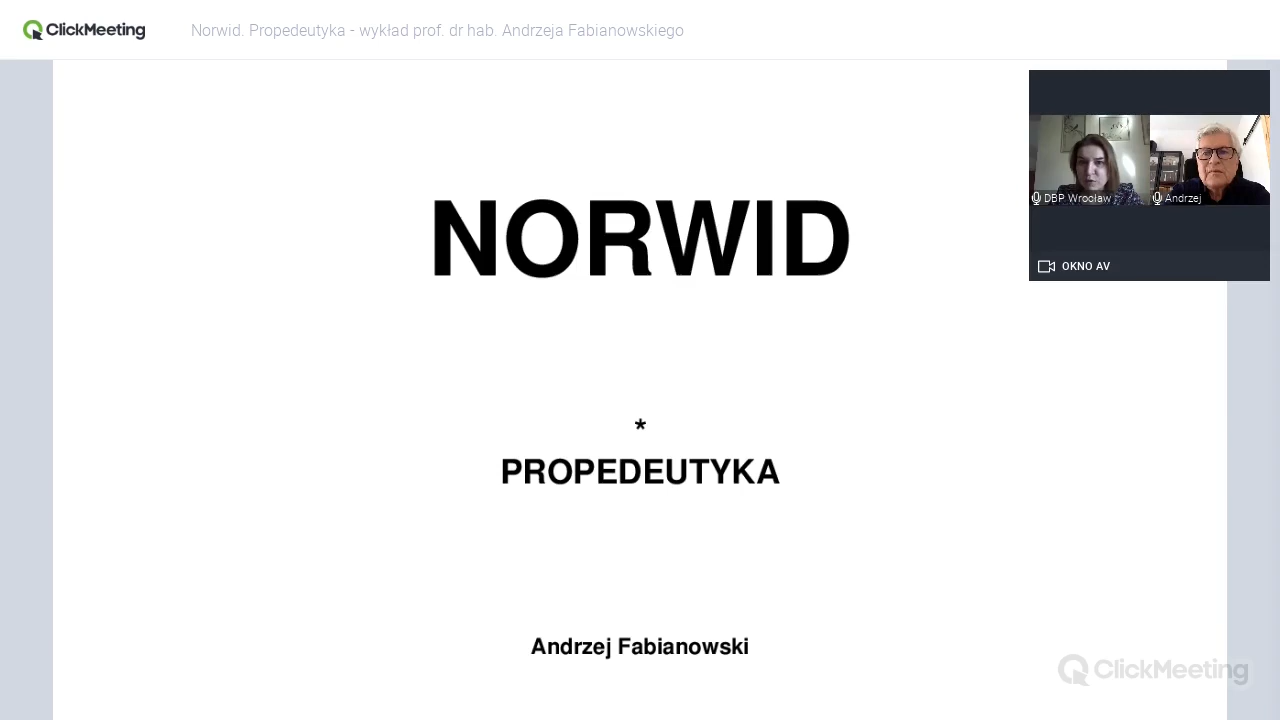 ClickMeeting
Norwid. Propedeutyka - wykład prof. dr hab. Andrzeja Fabianowskiego
DBP Wrocław
Andrzej
OKNO AV
NORWID
*
PROPEDEUTYKA
Andrzej Fabianowski
ClickMeeting